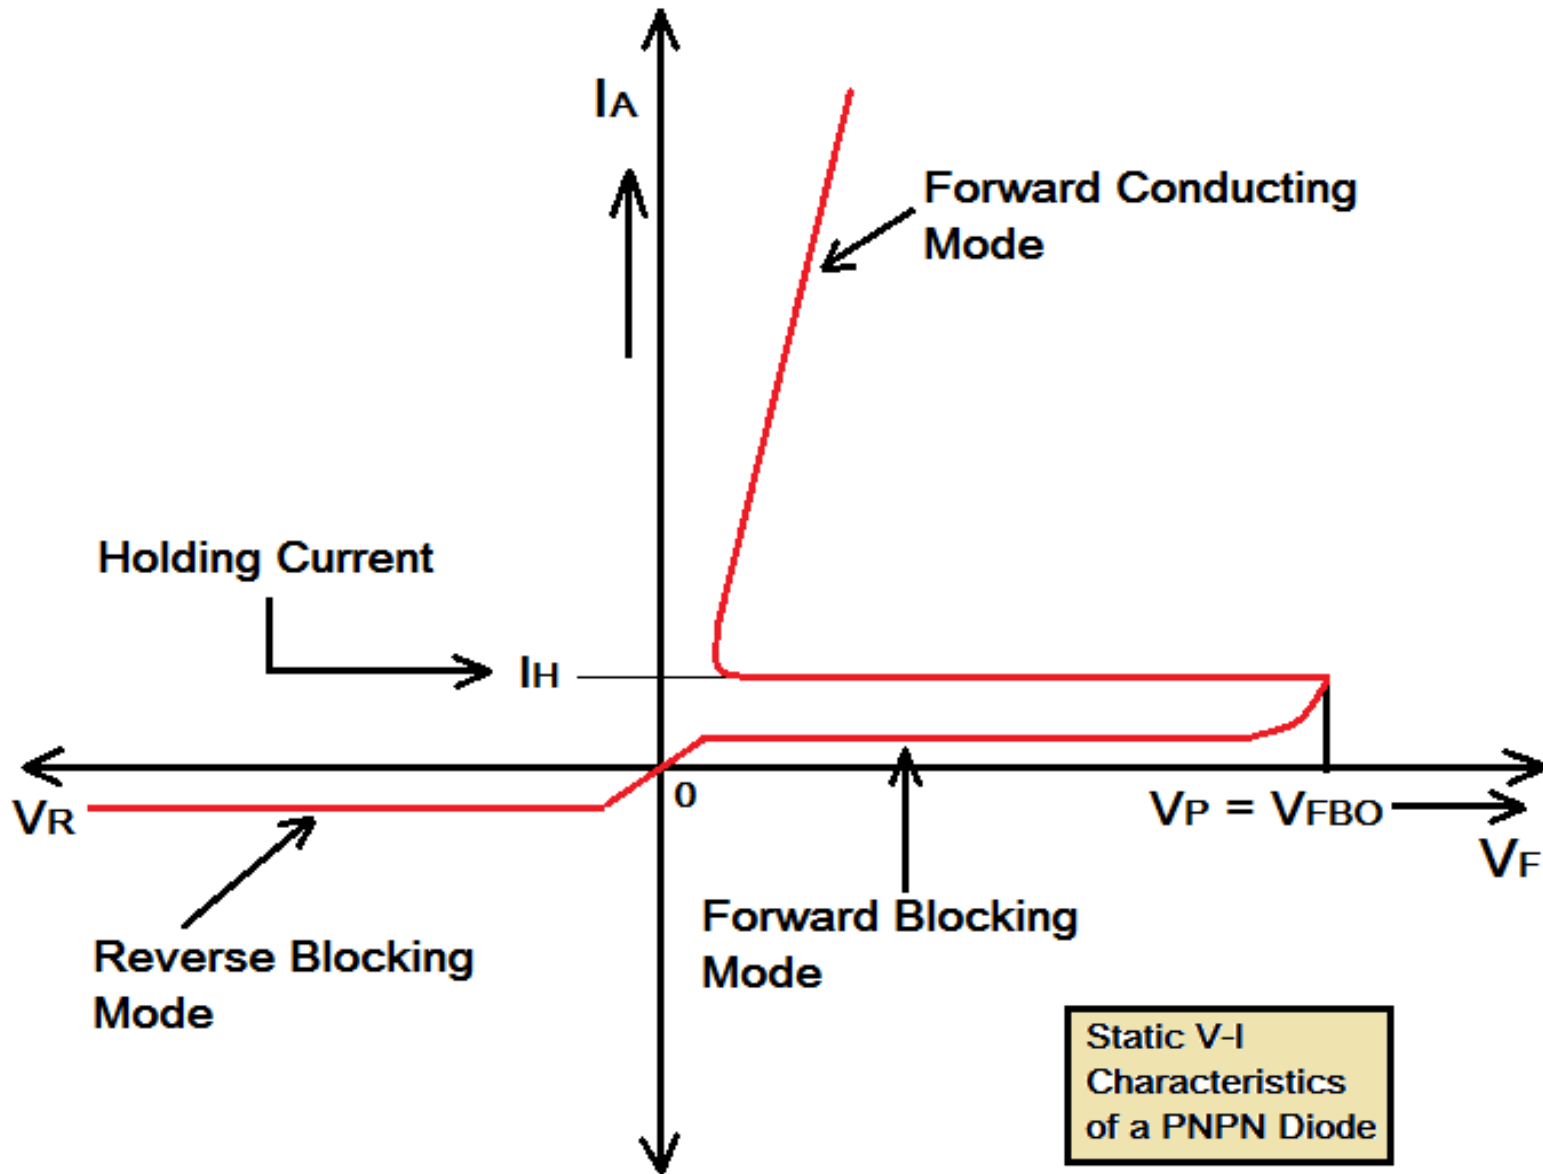 IA
Forward Conducting
Mode
Holding Current
IH
0
VR
VP = VFBO
VF
Forward Blocking
Mode
Reverse Blocking
Mode
Static V-I
Characteristics
of a PNPN Diode